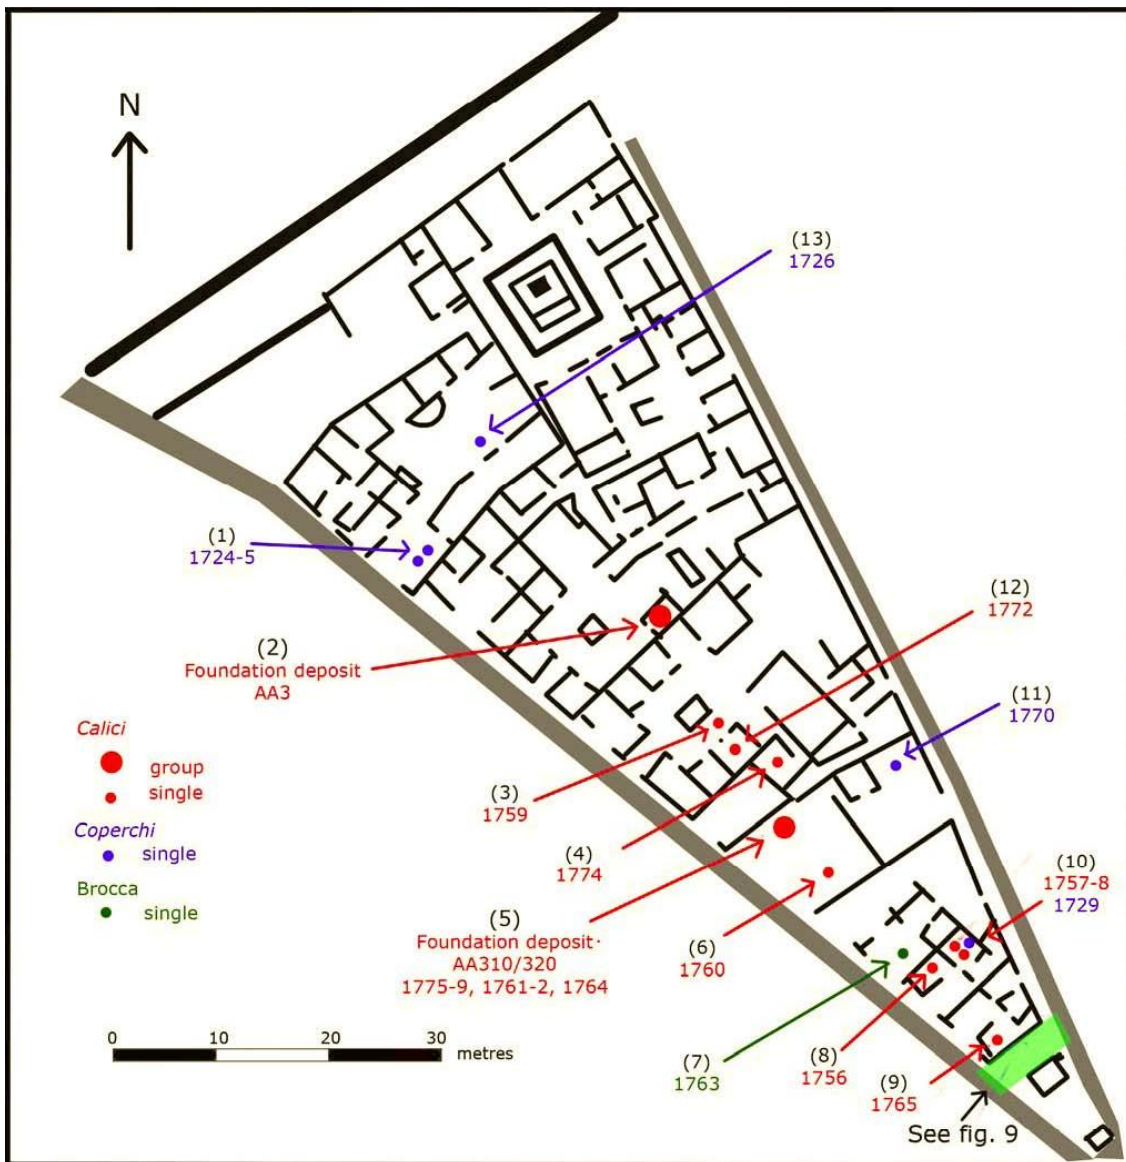 N
(13)
1726
(1)
1724-5
(2)
Foundation deposit
AA3
(12)
1772
(11)
1770
Calici
group
single
Coperchi
single
Brocca
single
(3)
1759
(4)
1774
(10)
1757-8
1729
(5)
Foundation deposit
AA310/320
1775-9, 1761-2, 1764
(6)
1760
0 10 20 30 metres
(7)
1763
(8)
1756
(9)
1765
See fig. 9